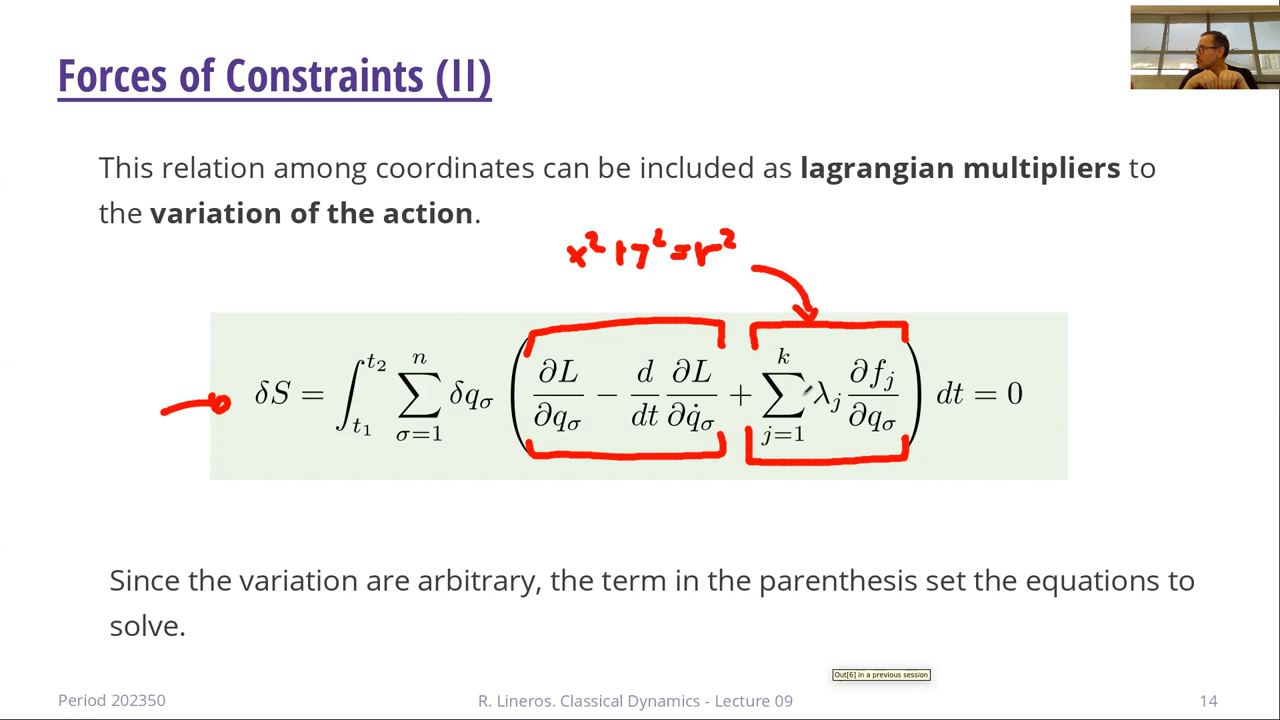 Forces of Constraints (II)
This relation among coordinates can be included as lagrangian multipliers to
the variation of the action.
x² + y² = r²
δS = ∫_{t₁}^{t₂} ∑_{σ=1}^{n} δq_σ ( ∂L/∂q_σ − d/dt ∂L/∂q̇_σ + ∑_{j=1}^{k} λ_j ∂f_j/∂q_σ ) dt = 0
Since the variation are arbitrary, the term in the parenthesis set the equations to
solve.
Out[6] in a previous session
Period 202350
R. Lineros. Classical Dynamics - Lecture 09
14